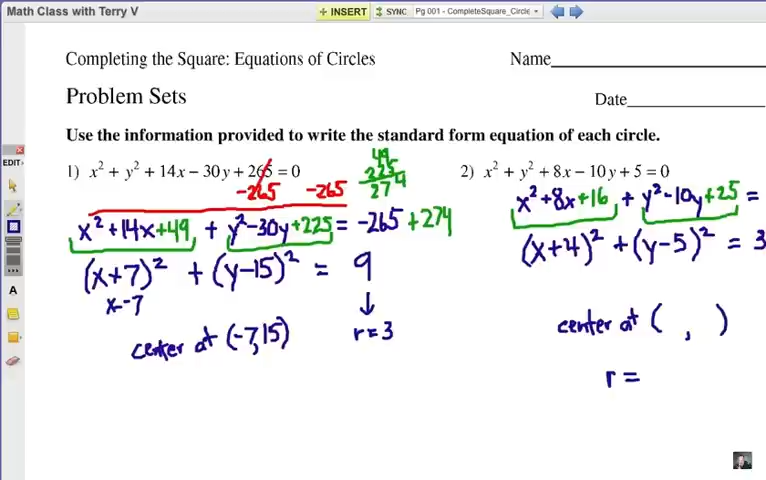 Math Class with Terry V
+ INSERT
SYNC
Pg 001 - CompleteSquare_Circle
EDIT
A
Completing the Square: Equations of Circles
Name
Problem Sets
Date
Use the information provided to write the standard form equation of each circle.
1) x² + y² + 14x − 30y + 265 = 0
-265 -265
49
225
274
x²+14x+49 + y²-30y+225 = -265+274
(x+7)² + (y-15)² = 9
x=-7
center at (-7,15)
↓
r=3
2) x² + y² + 8x − 10y + 5 = 0
x²+8x+16 + y²-10y+25 =
(x+4)² + (y-5)² = 3
center at ( , )
r =